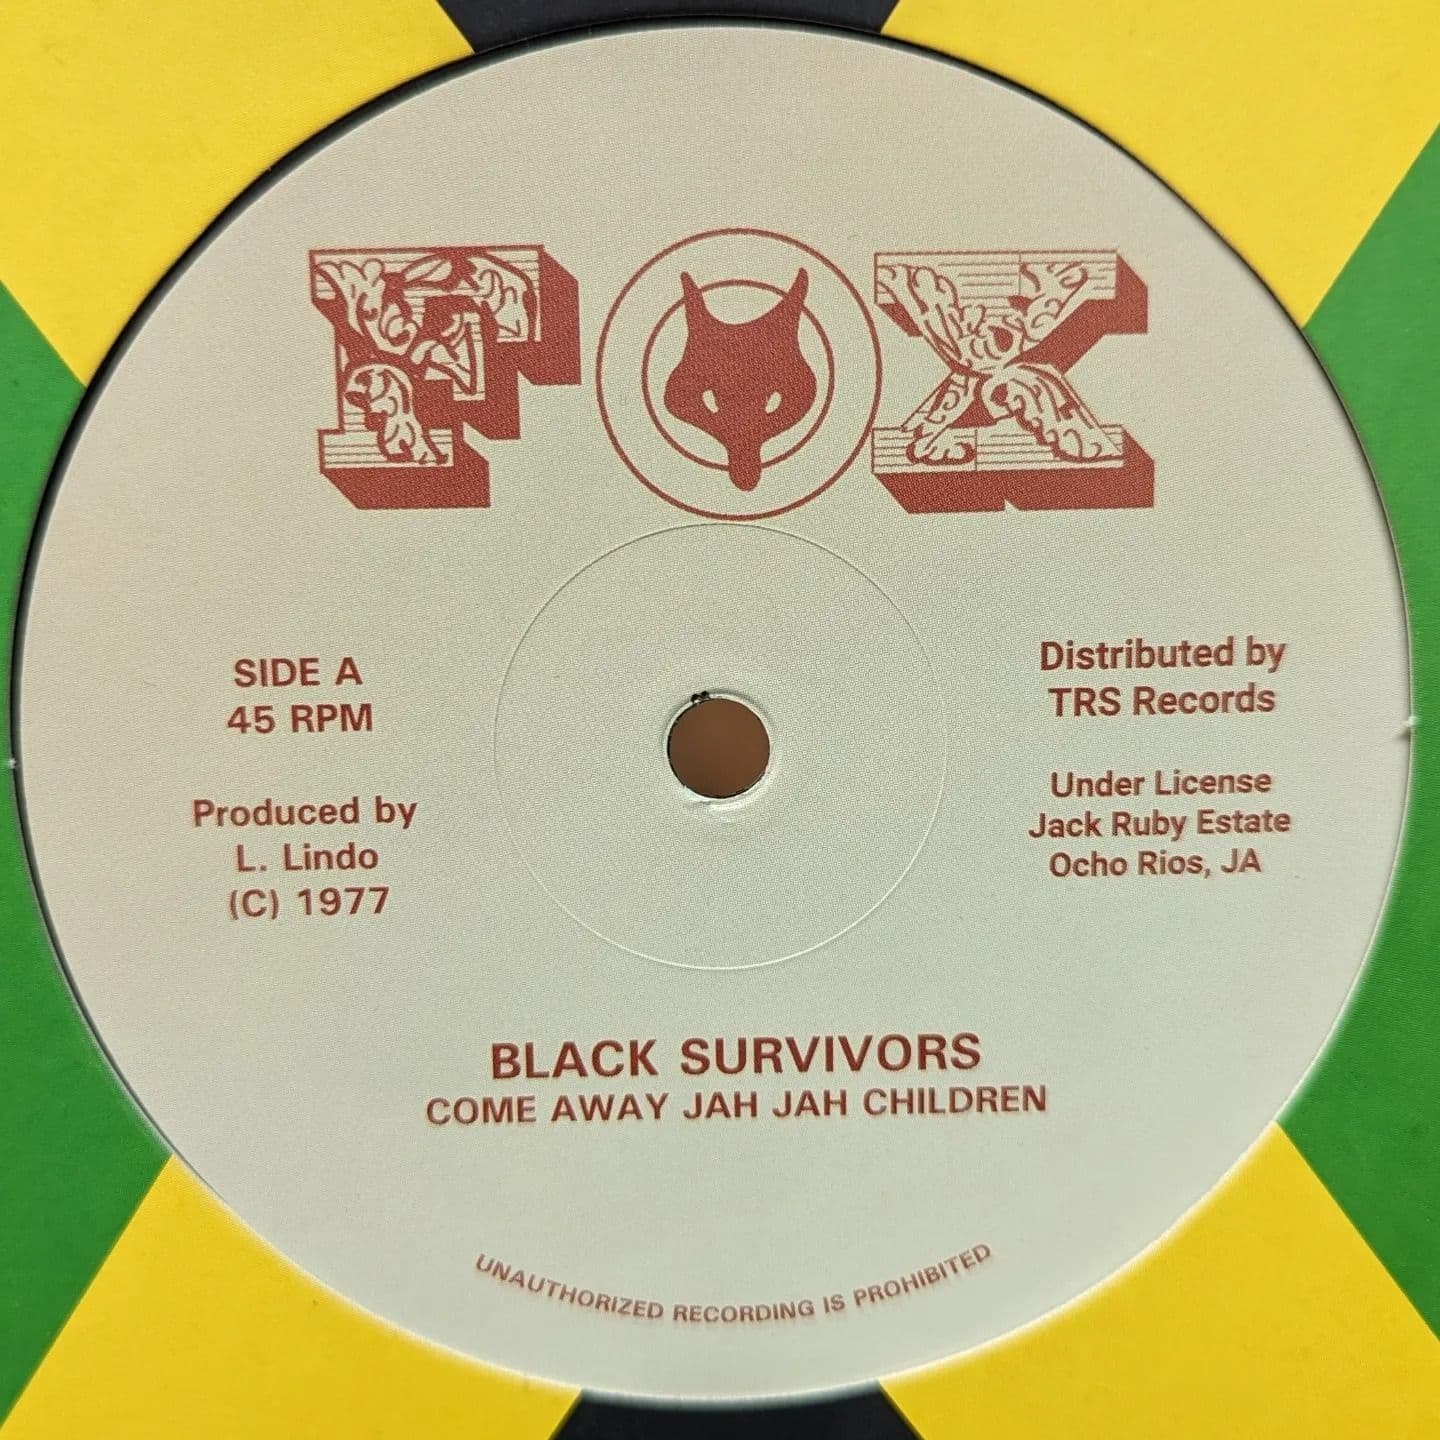 FOX
SIDE A
45 RPM
Produced by
L. Lindo
(C) 1977
Distributed by
TRS Records
Under License
Jack Ruby Estate
Ocho Rios, JA
BLACK SURVIVORS
COME AWAY JAH JAH CHILDREN
UNAUTHORIZED RECORDING IS PROHIBITED